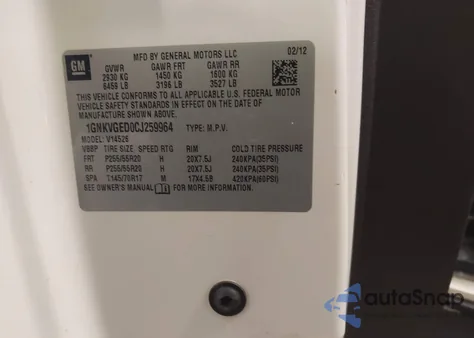 GM
MFD BY GENERAL MOTORS LLC
02/12
GVWR GAWR FRT GAWR RR
2930 KG 1450 KG 1600 KG
6459 LB 3196 LB 3527 LB
THIS VEHICLE CONFORMS TO ALL APPLICABLE U.S. FEDERAL MOTOR
VEHICLE SAFETY STANDARDS IN EFFECT ON THE DATE OF
MANUFACTURE SHOWN ABOVE.
1GNKVGED0CJ259964 TYPE: M.P.V.
MODEL: V14526
TIRE SIZE SPEED RTG RIM COLD TIRE PRESSURE
FRT P255/55R20 H 20X7.5J 240KPA(35PSI)
RR P255/55R20 H 20X7.5J 240KPA(35PSI)
SPA T145/70R17 M 17X4.5B 420KPA(60PSI)
SEE OWNER'S MANUAL FOR MORE INFORMATION.
autoSnap